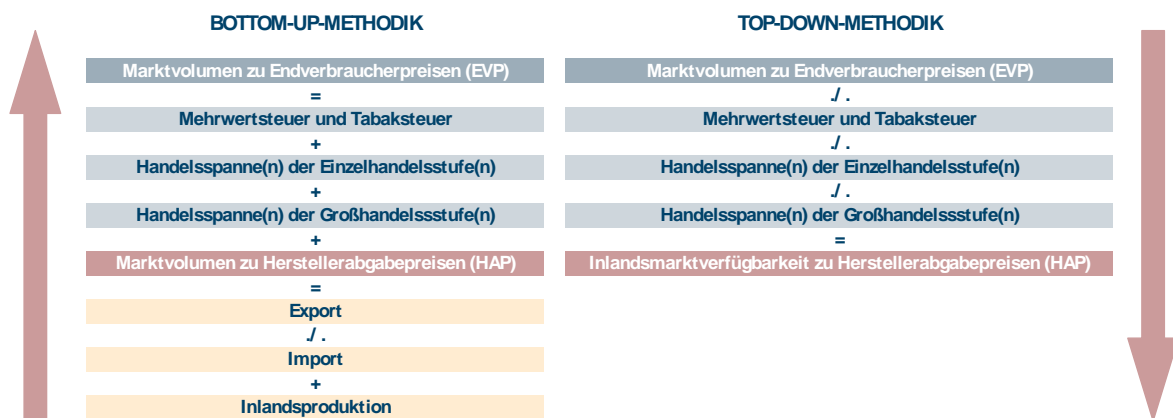 BOTTOM-UP-METHODIK
Marktvolumen zu Endverbraucherpreisen (EVP)
=
Mehrwertsteuer und Tabaksteuer
+
Handelsspanne(n) der Einzelhandelsstufe(n)
+
Handelsspanne(n) der Großhandelssstufe(n)
+
Marktvolumen zu Herstellerabgabepreisen (HAP)
=
Export
./ .
Import
+
Inlandsproduktion
TOP-DOWN-METHODIK
Marktvolumen zu Endverbraucherpreisen (EVP)
./ .
Mehrwertsteuer und Tabaksteuer
./ .
Handelsspanne(n) der Einzelhandelsstufe(n)
./ .
Handelsspanne(n) der Großhandelssstufe(n)
=
Inlandsmarktverfügbarkeit zu Herstellerabgabepreisen (HAP)